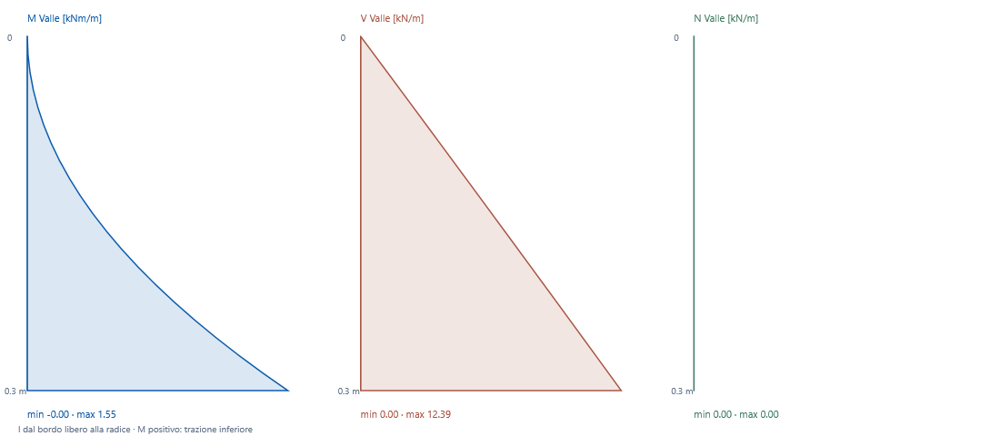 M Valle [kNm/m]
V Valle [kN/m]
N Valle [kN/m]
0
0
0
0.3 m
0.3 m
0.3 m
min -0.00 · max 1.55
min 0.00 · max 12.39
min 0.00 · max 0.00
I dal bordo libero alla radice · M positivo: trazione inferiore